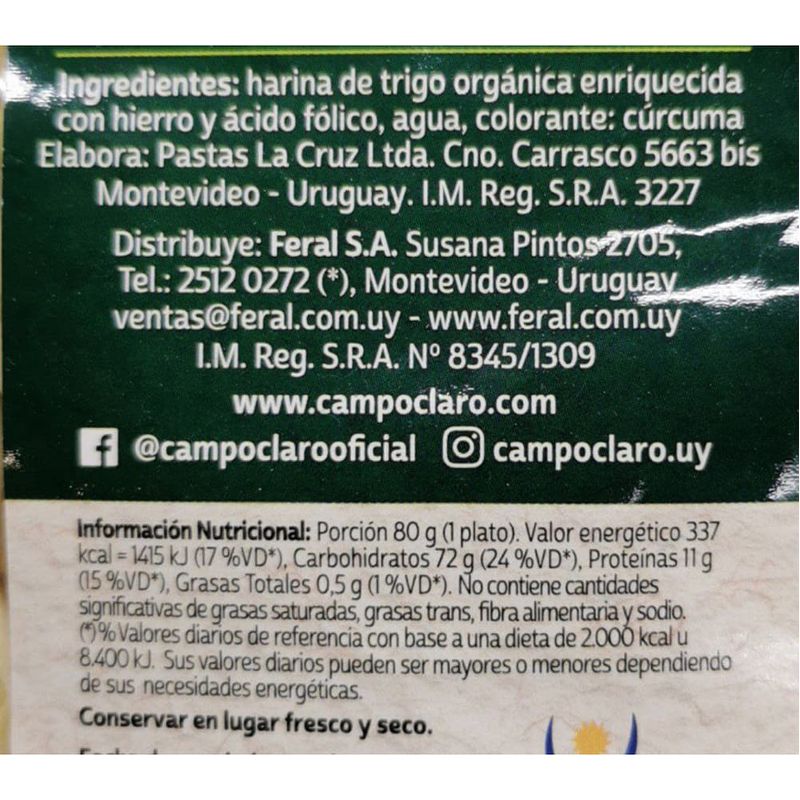 Ingredientes: harina de trigo orgánica enriquecida
con hierro y ácido fólico, agua, colorante: cúrcuma
Elabora: Pastas La Cruz Ltda. Cno. Carrasco 5663 bis
Montevideo - Uruguay. I.M. Reg. S.R.A. 3227
Distribuye: Feral S.A. Susana Pintos 2705,
Tel.: 2512 0272 (*), Montevideo - Uruguay
ventas@feral.com.uy - www.feral.com.uy
I.M. Reg. S.R.A. Nº 8345/1309
www.campoclaro.com
@campoclarooficial campoclaro.uy
Información Nutricional: Porción 80 g (1 plato). Valor energético 337
kcal = 1415 kJ (17 %VD*), Carbohidratos 72 g (24 %VD*), Proteínas 11 g
(15 %VD*), Grasas Totales 0,5 g (1 %VD*). No contiene cantidades
significativas de grasas saturadas, grasas trans, fibra alimentaria y sodio.
(*)% Valores diarios de referencia con base a una dieta de 2.000 kcal u
8.400 kJ. Sus valores diarios pueden ser mayores o menores dependiendo
de sus necesidades energéticas.
Conservar en lugar fresco y seco.